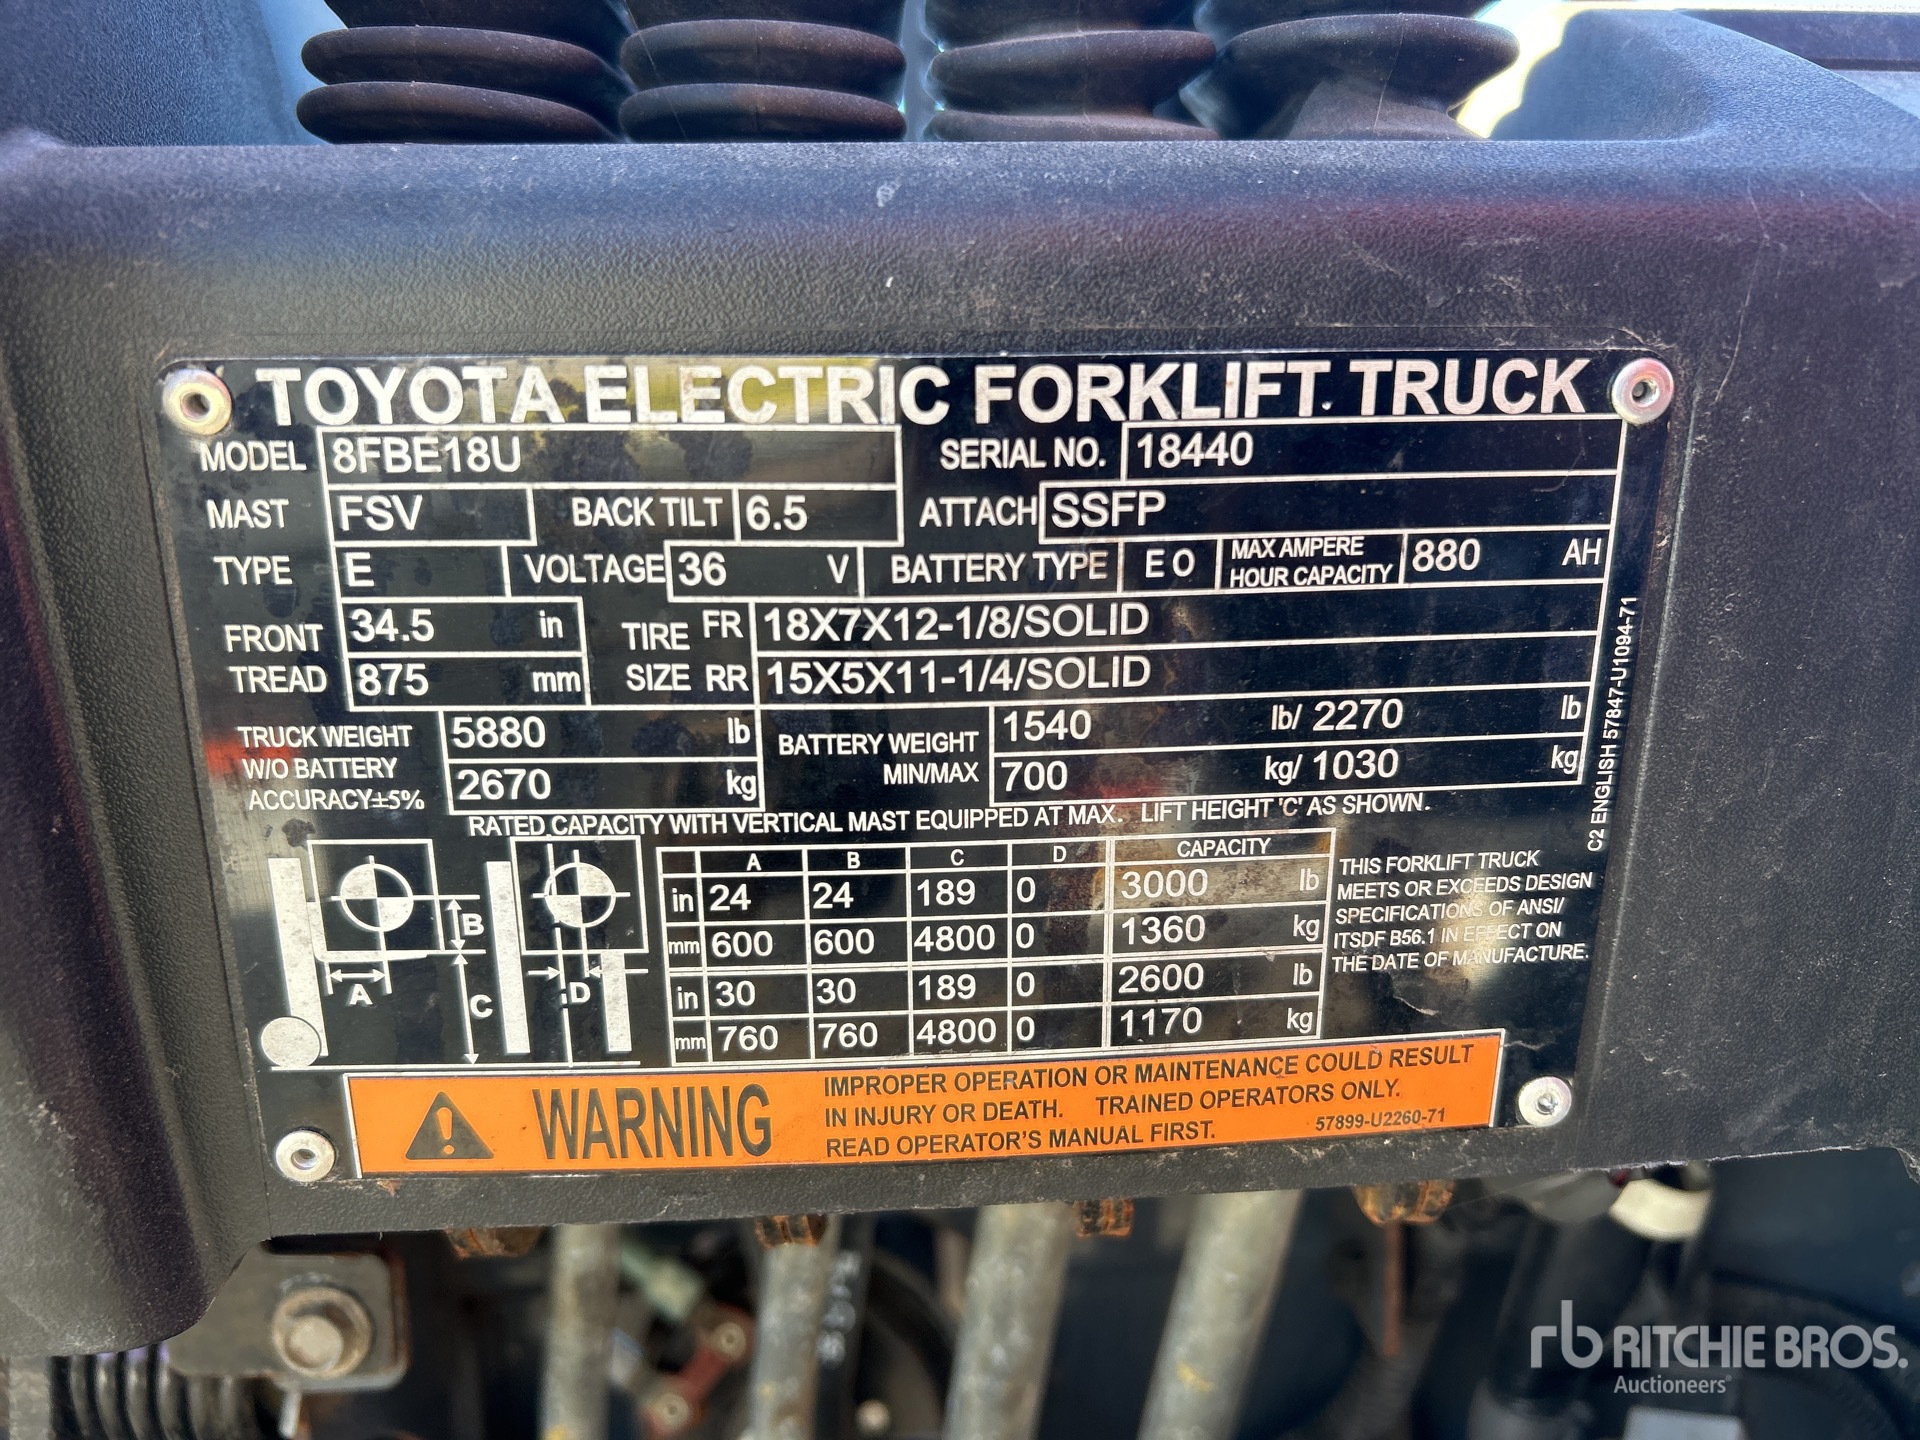 TOYOTA ELECTRIC FORKLIFT TRUCK
MODEL 8FBE18U SERIAL NO. 18440
MAST FSV BACK TILT 6.5 ATTACH SSFP
TYPE E VOLTAGE 36 V BATTERY TYPE E O MAX AMPERE HOUR CAPACITY 880 AH
FRONT TREAD 34.5 in TIRE SIZE FR 18X7X12-1/8/SOLID
875 mm RR 15X5X11-1/4/SOLID
TRUCK WEIGHT 5880 lb BATTERY WEIGHT 1540 lb/ 2270 lb
W/O BATTERY 2670 kg MIN/MAX 700 kg/ 1030 kg
ACCURACY±5%
RATED CAPACITY WITH VERTICAL MAST EQUIPPED AT MAX. LIFT HEIGHT 'C' AS SHOWN.
A B C D CAPACITY
in 24 24 189 0 3000 lb
mm 600 600 4800 0 1360 kg
in 30 30 189 0 2600 lb
mm 760 760 4800 0 1170 kg
B
A
C
D
THIS FORKLIFT TRUCK
MEETS OR EXCEEDS DESIGN
SPECIFICATIONS OF ANSI/
ITSDF B56.1 IN EFFECT ON
THE DATE OF MANUFACTURE.
C2 ENGLISH 57847-U1094-71
WARNING
IMPROPER OPERATION OR MAINTENANCE COULD RESULT
IN INJURY OR DEATH. TRAINED OPERATORS ONLY.
READ OPERATOR'S MANUAL FIRST. 57899-U2260-71
rb RITCHIE BROS.
Auctioneers